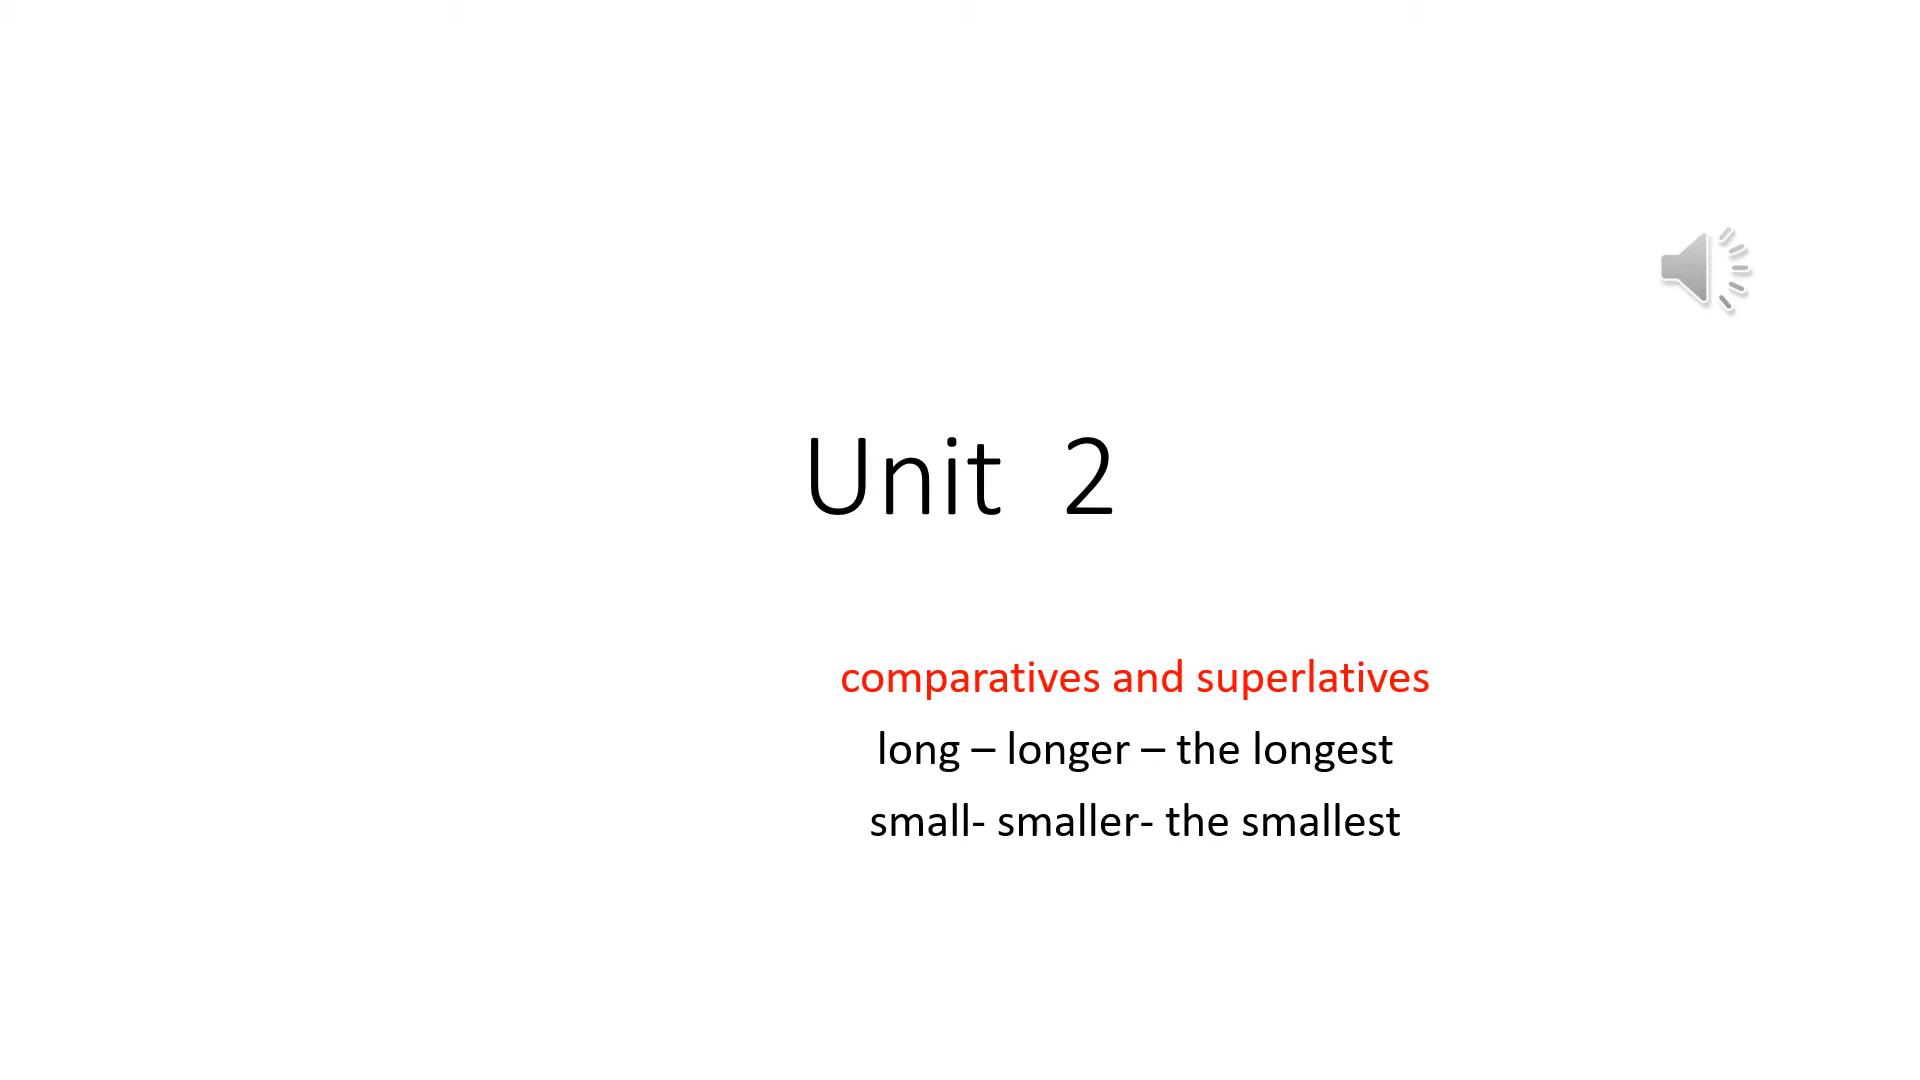 Unit 2
comparatives and superlatives
long – longer – the longest
small- smaller- the smallest